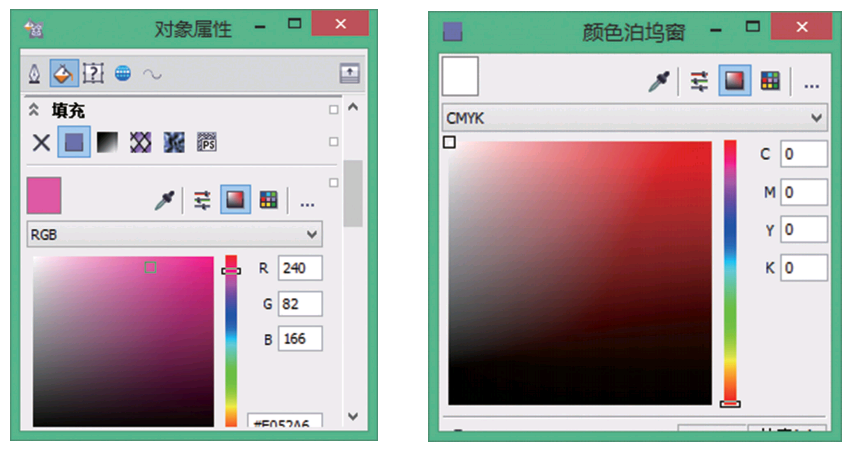 对象属性
填充
PS
RGB
R 240
G 82
B 166
颜色泊坞窗
...
CMYK
C 0
M 0
Y 0
K 0